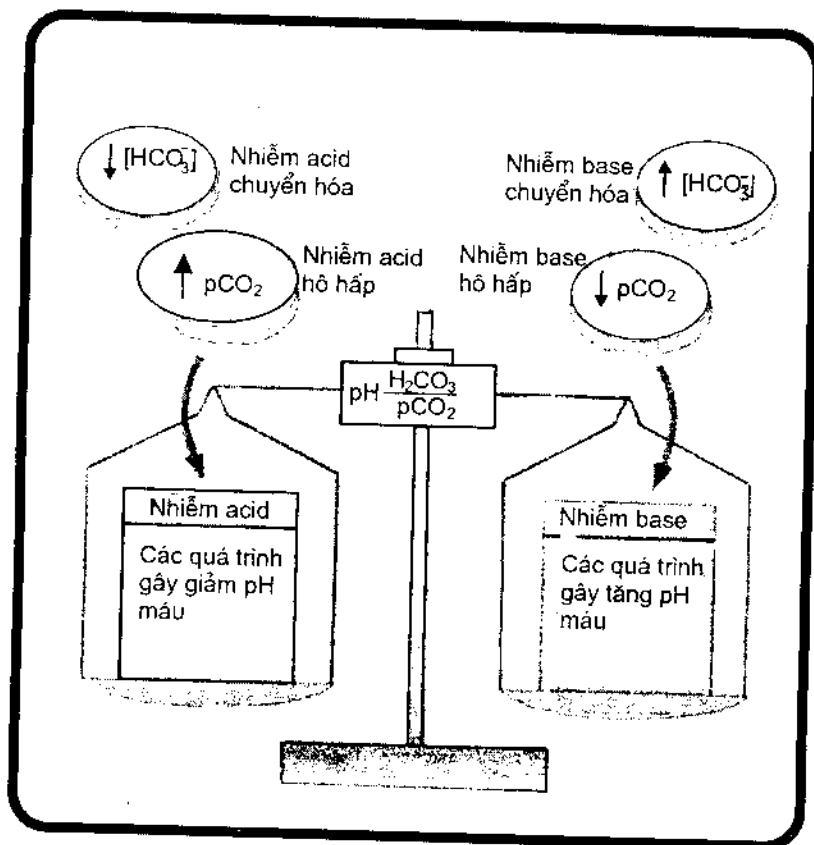 ↓ [HCO₃⁻]
Nhiễm acid
chuyển hóa
Nhiễm base
chuyển hóa
↑ [HCO₃⁻]
↑ pCO₂
Nhiễm acid
hô hấp
Nhiễm base
hô hấp
↓ pCO₂
pH H₂CO₃
pCO₂
Nhiễm acid
Các quá trình
gây giảm pH
máu
Nhiễm base
Các quá trình
gây tăng pH
máu